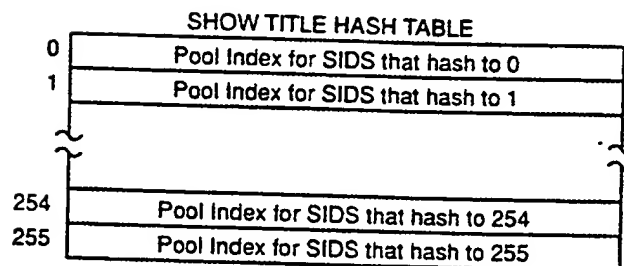 SHOW TITLE HASH TABLE
0 Pool Index for SIDS that hash to 0
1 Pool Index for SIDS that hash to 1
254 Pool Index for SIDS that hash to 254
255 Pool Index for SIDS that hash to 255